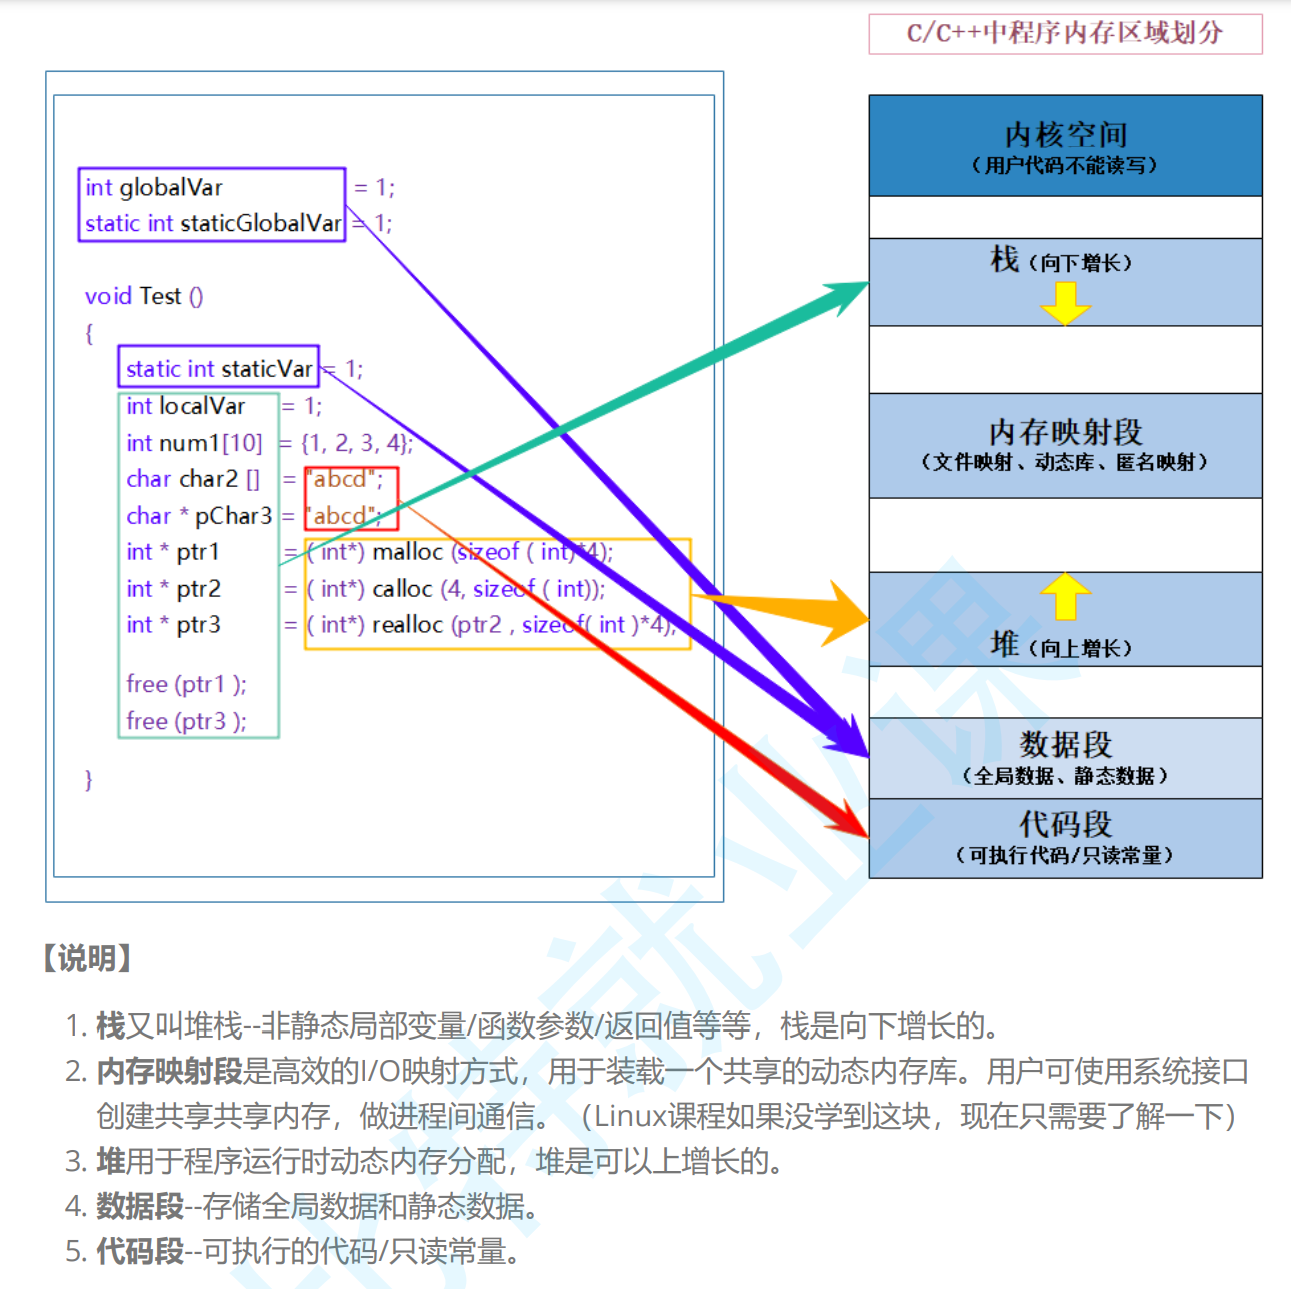 C/C++中程序内存区域划分
int globalVar = 1;
static int staticGlobalVar = 1;
void Test ()
{
static int staticVar = 1;
int localVar = 1;
int num1[10] = {1, 2, 3, 4};
char char2 [] = "abcd";
char * pChar3 = "abcd";
int * ptr1 = ( int*) malloc (sizeof ( int)*4);
int * ptr2 = ( int*) calloc (4, sizeof ( int));
int * ptr3 = ( int*) realloc (ptr2 , sizeof( int )*4);
free (ptr1 );
free (ptr3 );
}
内核空间
（用户代码不能读写）
栈（向下增长）
内存映射段
（文件映射、动态库、匿名映射）
堆（向上增长）
数据段
（全局数据、静态数据）
代码段
（可执行代码/只读常量）
【说明】
1. 栈又叫堆栈--非静态局部变量/函数参数/返回值等等，栈是向下增长的。
2. 内存映射段是高效的I/O映射方式，用于装载一个共享的动态内存库。用户可使用系统接口
创建共享共享内存，做进程间通信。（Linux课程如果没学到这块，现在只需要了解一下）
3. 堆用于程序运行时动态内存分配，堆是可以上增长的。
4. 数据段--存储全局数据和静态数据。
5. 代码段--可执行的代码/只读常量。
比特就业课